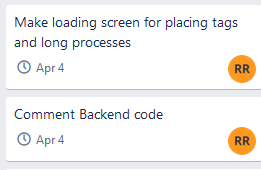 Make loading screen for placing tags
and long processes
Apr 4
RR
Comment Backend code
Apr 4
RR